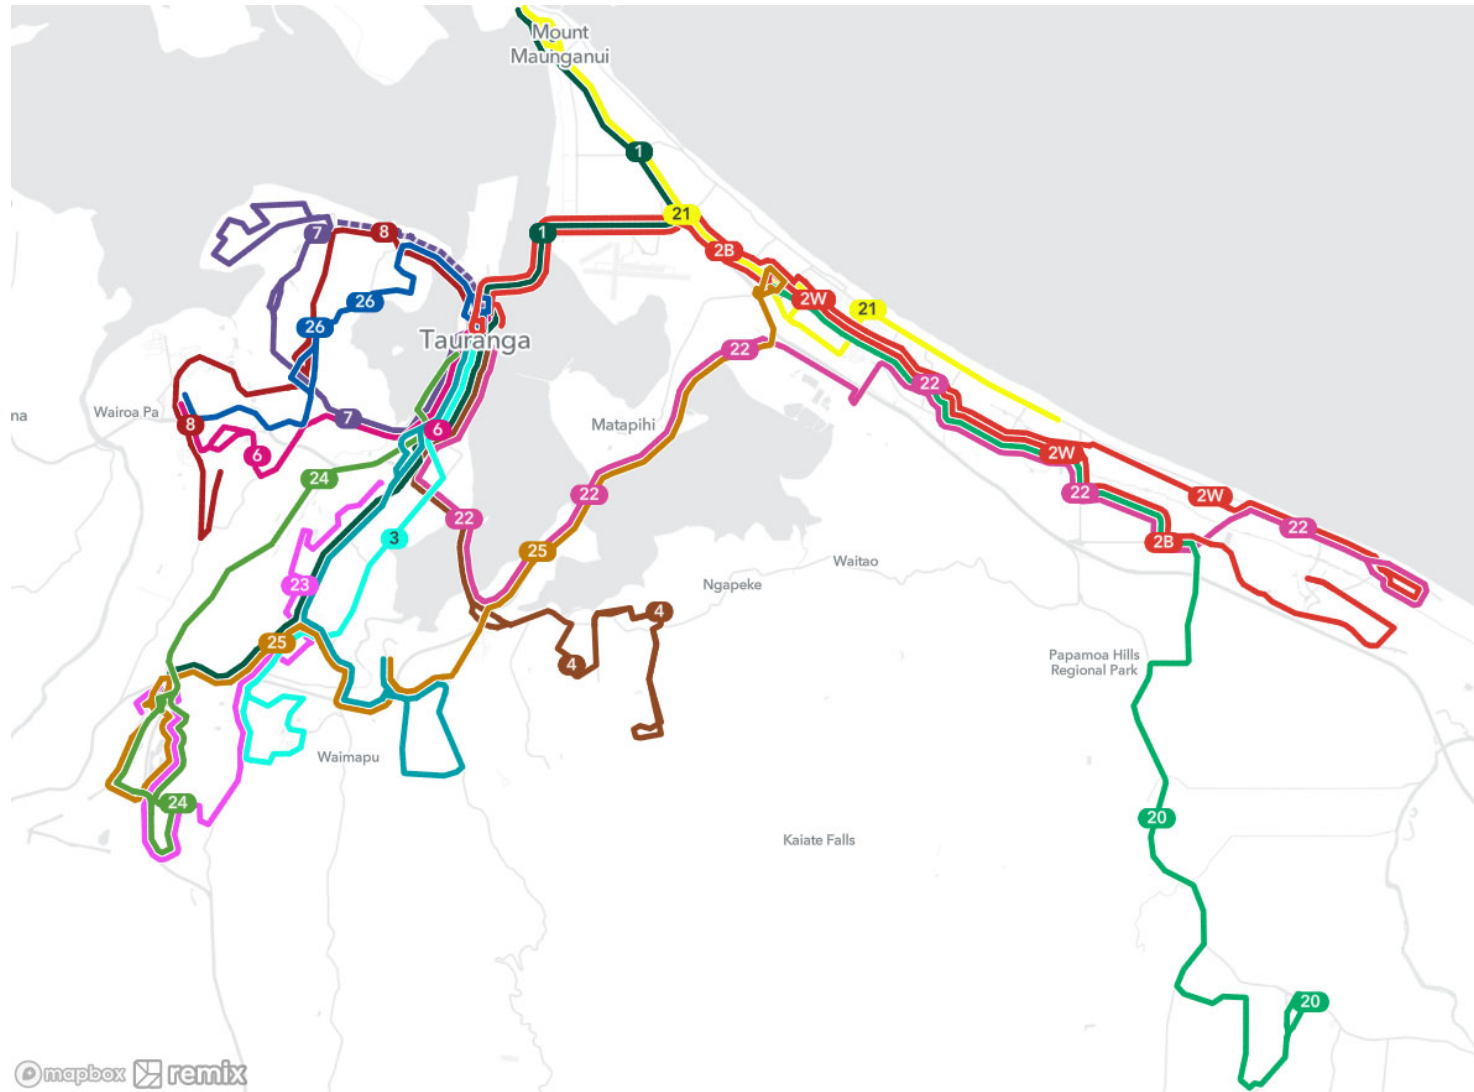 Mount
Maunganui
1
21
7
8
1
2B
26
2W
21
26
Tauranga
22
22
na
Wairoa Pa
7
Matapihi
8
6
6
2W
24
22
2W
22
22
22
3
25
2B
Waitao
23
Ngapeke
4
25
4
Papamoa Hills
Regional Park
Waimapu
24
20
Kaiate Falls
20
mapbox remix